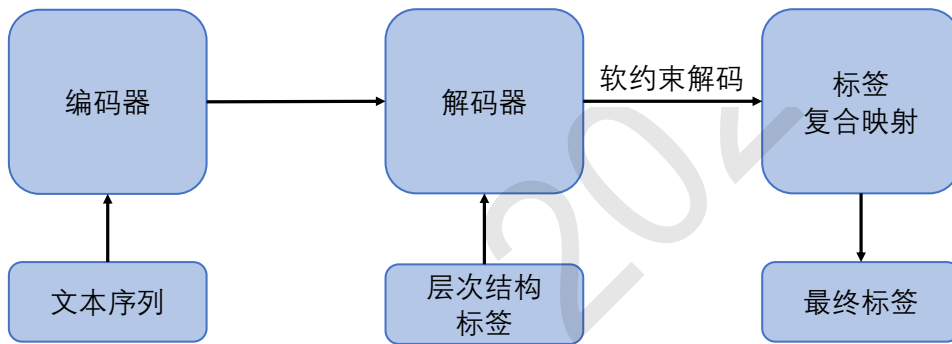 编码器
解码器
软约束解码
标签
复合映射
文本序列
层次结构
标签
最终标签